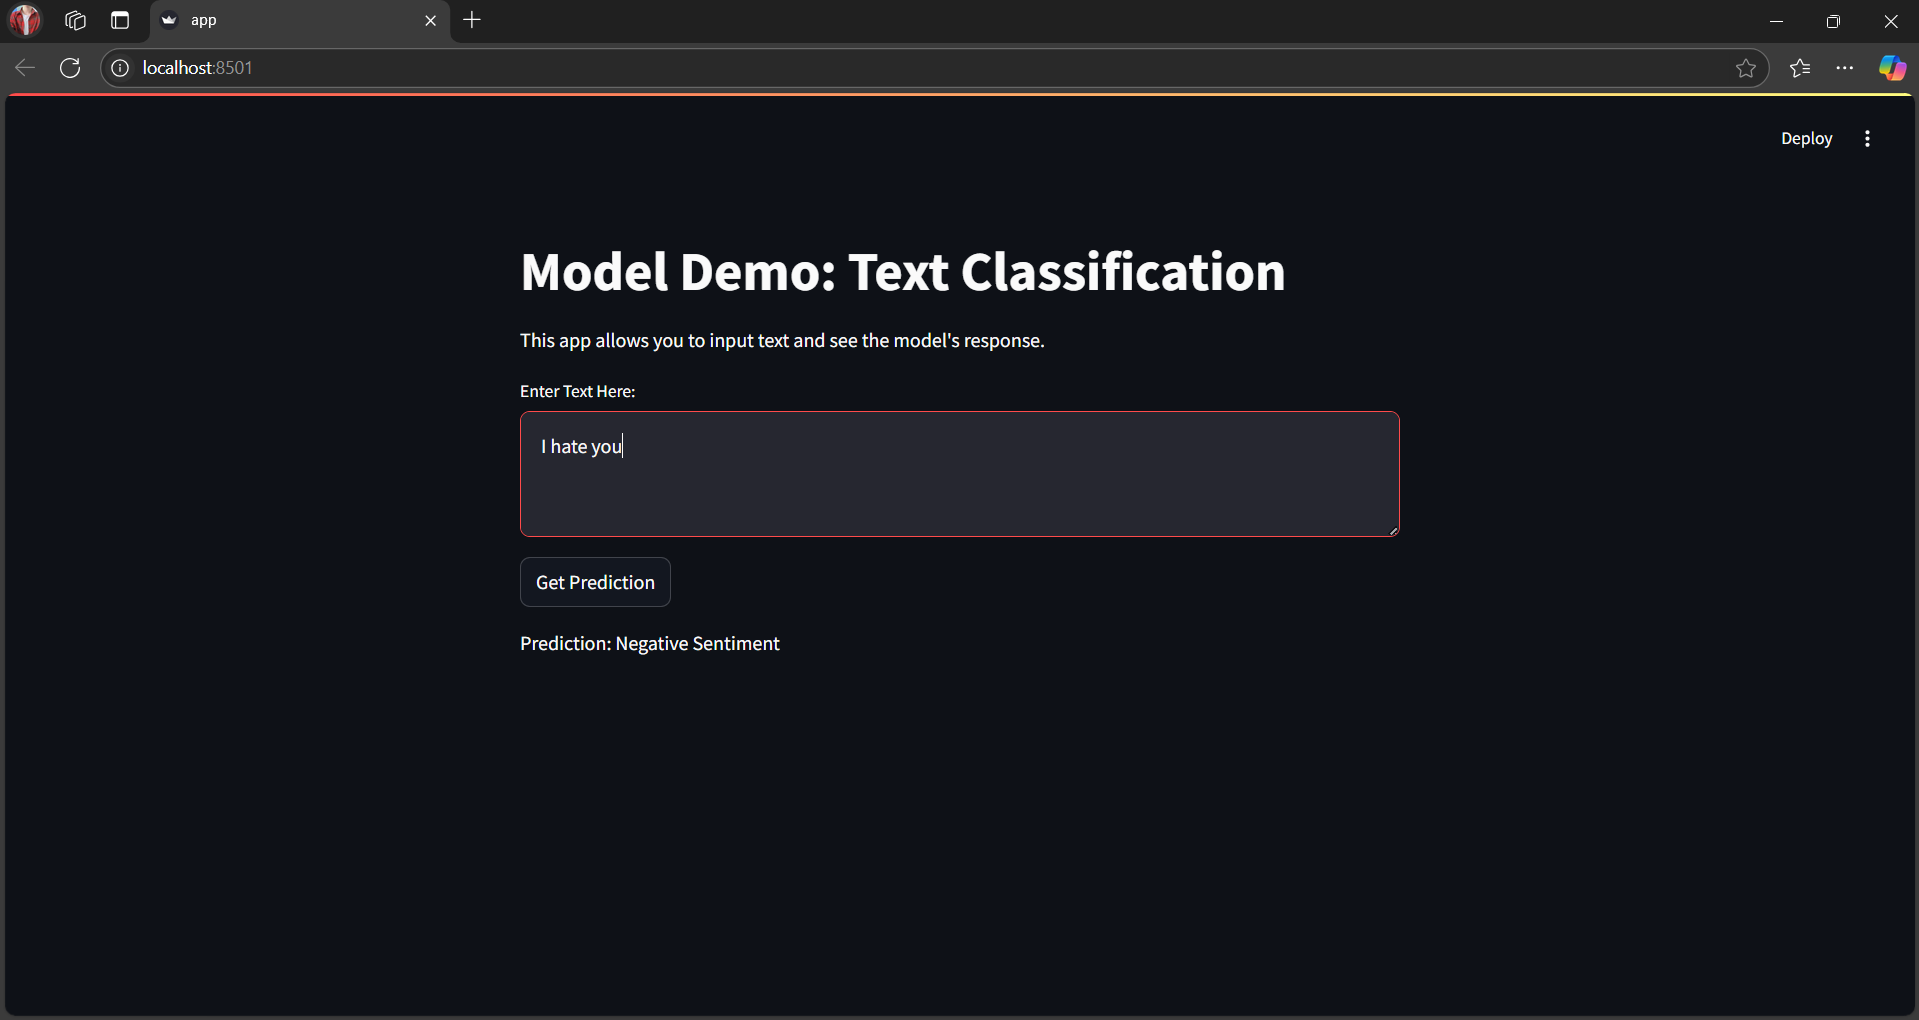 app
localhost:8501
Deploy
Model Demo: Text Classification
This app allows you to input text and see the model's response.
Enter Text Here:
I hate you
Get Prediction
Prediction: Negative Sentiment